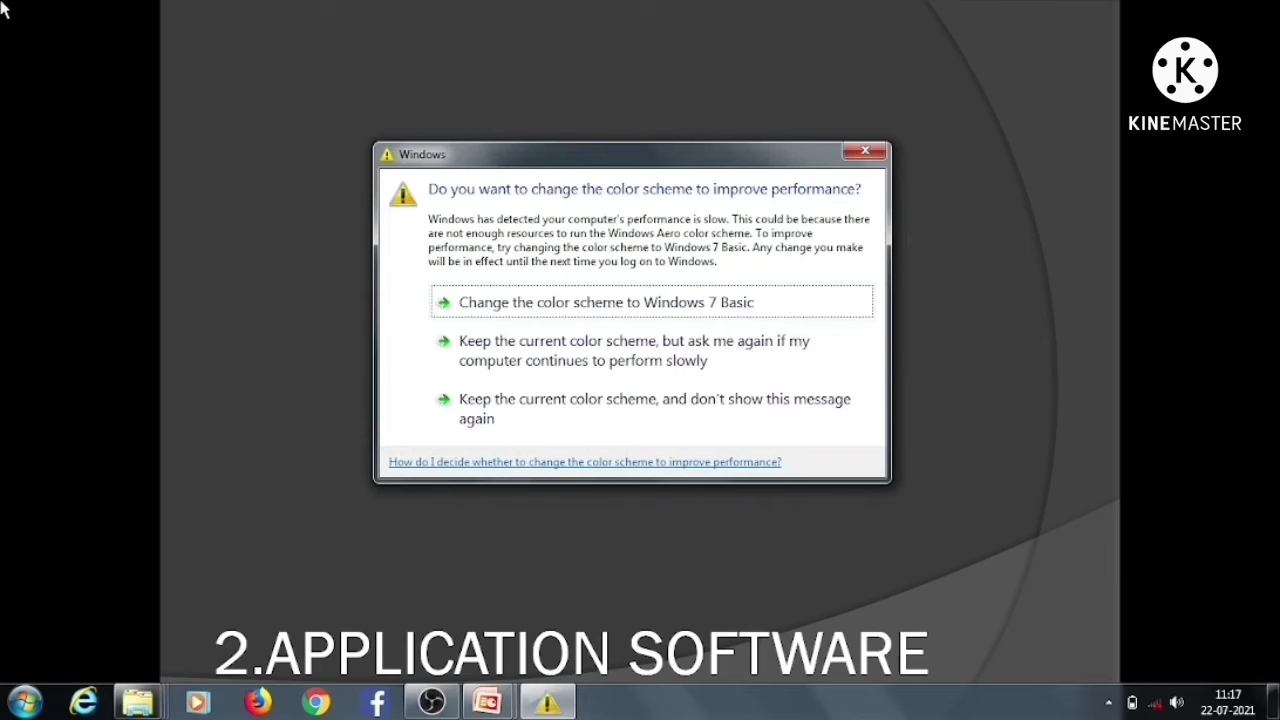 K
KINEMASTER
Windows
Do you want to change the color scheme to improve performance?
Windows has detected your computer's performance is slow. This could be because there
are not enough resources to run the Windows Aero color scheme. To improve
performance, try changing the color scheme to Windows 7 Basic. Any change you make
will be in effect until the next time you log on to Windows.
Change the color scheme to Windows 7 Basic
Keep the current color scheme, but ask me again if my
computer continues to perform slowly
Keep the current color scheme, and don't show this message
again
How do I decide whether to change the color scheme to improve performance?
2.APPLICATION SOFTWARE
11:17
22-07-2021